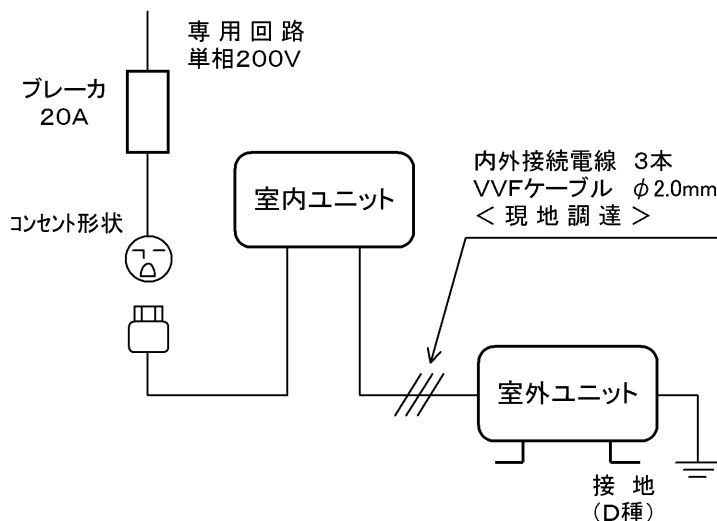 専用回路
単相200V
ブレーカ
20A
コンセント形状
室内ユニット
内外接続電線 3本
VVFケーブル φ2.0mm
＜現地調達＞
室外ユニット
接地
(D種)